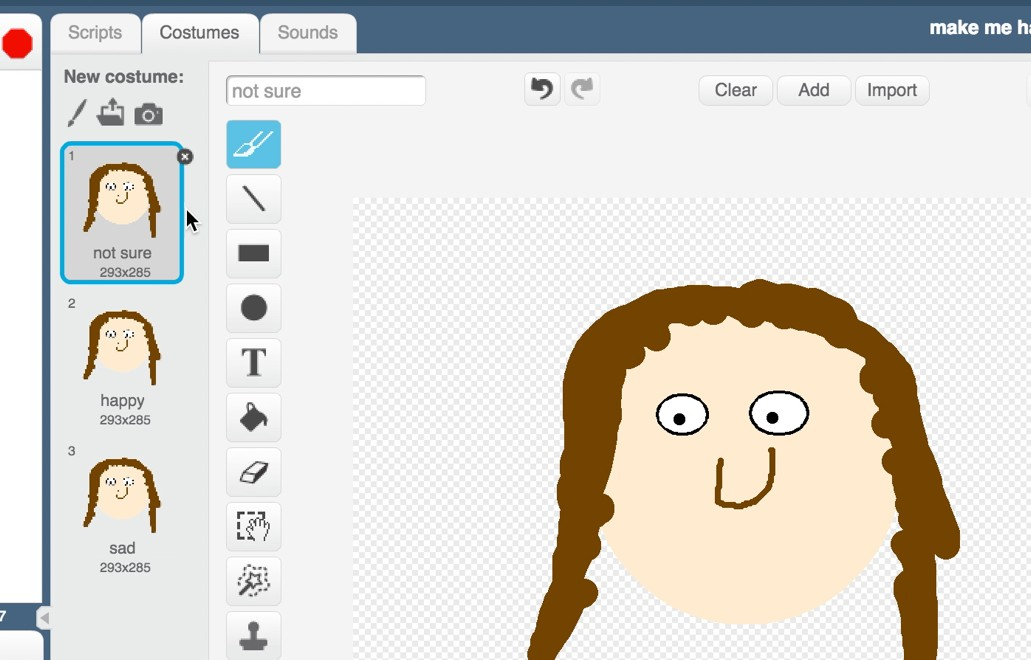 Scripts Costumes Sounds
make me ha
New costume:
not sure
Clear Add Import
1
not sure
293x285
2
happy
293x285
3
sad
293x285
T
7